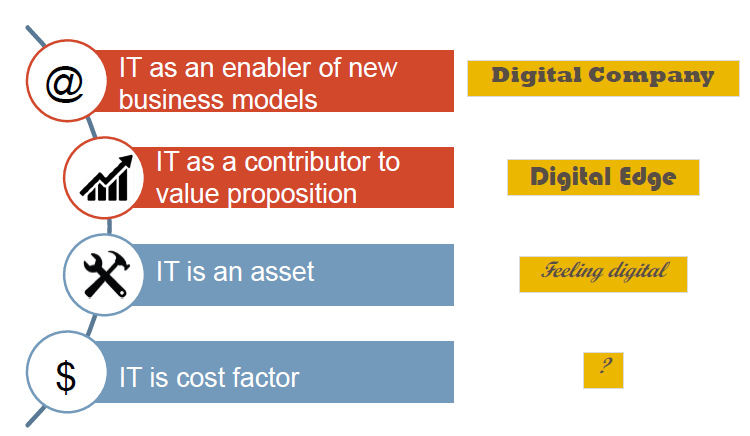 @
IT as an enabler of new
business models
Digital Company
IT as a contributor to
value proposition
Digital Edge
IT is an asset
Feeling digital
$
IT is cost factor
?